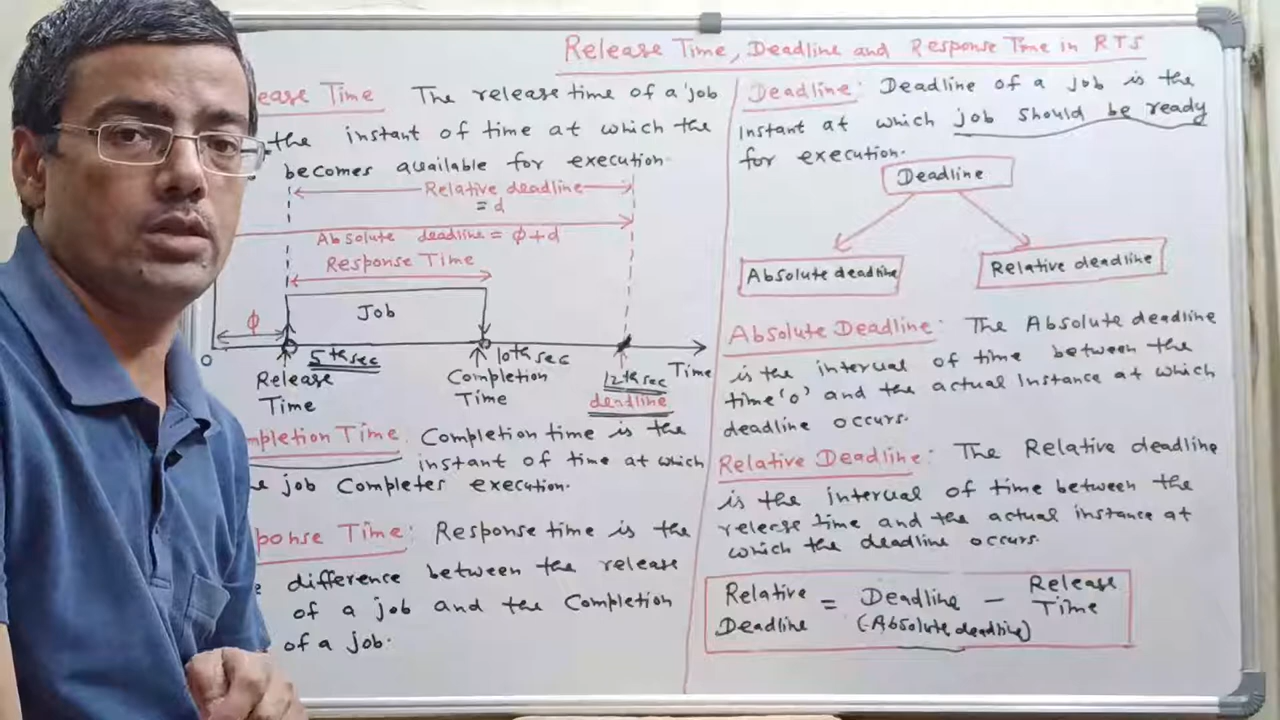 Release Time, Deadline and Response Time in RTS
ease Time The release time of a job
the instant of time at which the
becomes available for execution.
Relative deadline
= d
Absolute deadline = ϕ+d
Response Time
ϕ
Job
0
5th sec
10th sec
12th sec
Time
Release
Time
Completion
Time
deadline
mpletion Time: Completion time is the
instant of time at which
e job Completes execution.
ponse Time: Response time is the
e difference between the release
of a job and the Completion
of a job.
Deadline: Deadline of a job is the
instant at which job should be ready
for execution.
Deadline
Absolute deadline
Relative deadline
Absolute Deadline: The Absolute deadline
is the interval of time between the
time '0' and the actual Instance at which
deadline occurs.
Relative Deadline: The Relative deadline
is the interval of time between the
release time and the actual instance at
which the deadline occurs.
Relative Deadline = Deadline (Absolute deadline) - Release Time